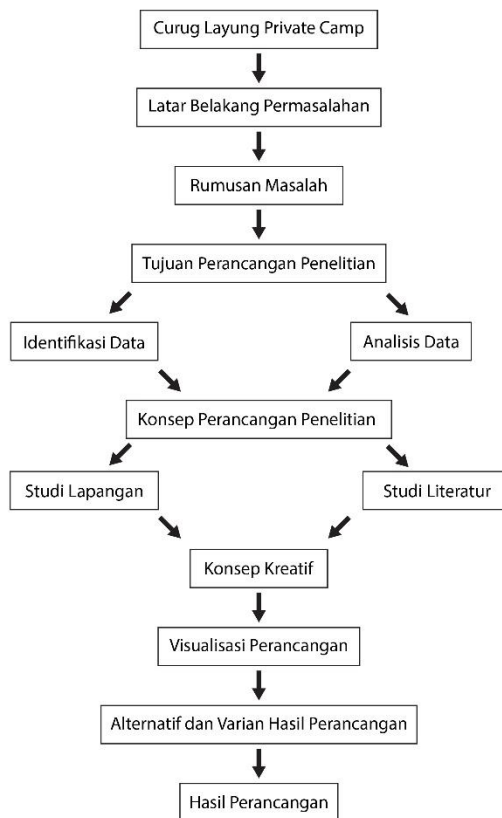 Curug Layung Private Camp
Latar Belakang Permasalahan
Rumusan Masalah
Tujuan Perancangan Penelitian
Identifikasi Data
Analisis Data
Konsep Perancangan Penelitian
Studi Lapangan
Studi Literatur
Konsep Kreatif
Visualisasi Perancangan
Alternatif dan Varian Hasil Perancangan
Hasil Perancangan